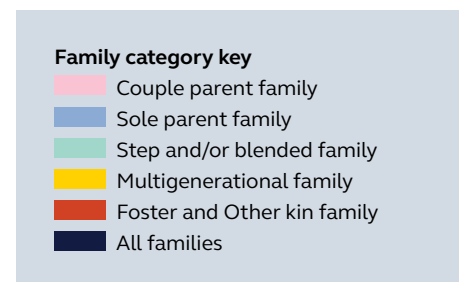 Family category key
Couple parent family
Sole parent family
Step and/or blended family
Multigenerational family
Foster and Other kin family
All families